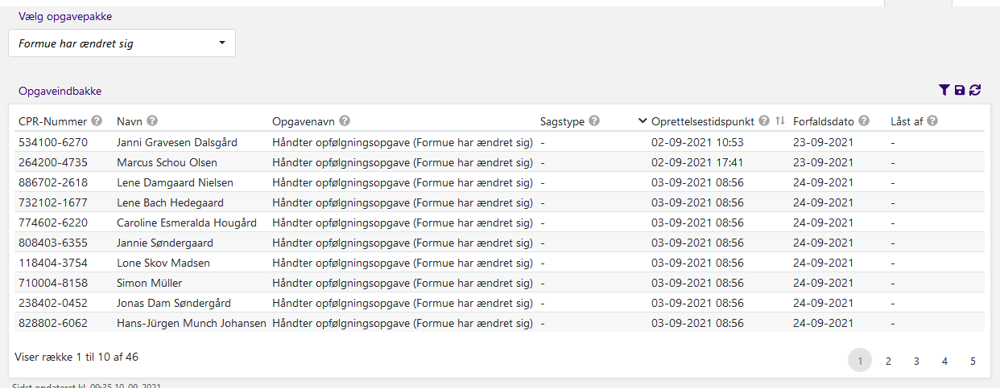 Vælg opgavepakke
Formue har ændret sig
Opgaveindbakke
CPR-Nummer Navn Opgavenavn Sagstype Oprettelsestidspunkt Forfaldsdato Låst af
534100-6270 Janni Gravesen Dalsgård Håndter opfølgningsopgave (Formue har ændret sig) - 02-09-2021 10:53 23-09-2021 -
264200-4735 Marcus Schou Olsen Håndter opfølgningsopgave (Formue har ændret sig) - 02-09-2021 17:41 23-09-2021 -
886702-2618 Lene Damgaard Nielsen Håndter opfølgningsopgave (Formue har ændret sig) - 03-09-2021 08:56 24-09-2021 -
732102-1677 Lene Bach Hedegaard Håndter opfølgningsopgave (Formue har ændret sig) - 03-09-2021 08:56 24-09-2021 -
774602-6220 Caroline Esmeralda Hougård Håndter opfølgningsopgave (Formue har ændret sig) - 03-09-2021 08:56 24-09-2021 -
808403-6355 Jannie Søndergaard Håndter opfølgningsopgave (Formue har ændret sig) - 03-09-2021 08:56 24-09-2021 -
118404-3754 Lone Skov Madsen Håndter opfølgningsopgave (Formue har ændret sig) - 03-09-2021 08:56 24-09-2021 -
710004-8158 Simon Müller Håndter opfølgningsopgave (Formue har ændret sig) - 03-09-2021 08:56 24-09-2021 -
238402-0452 Jonas Dam Søndergård Håndter opfølgningsopgave (Formue har ændret sig) - 03-09-2021 08:56 24-09-2021 -
828802-6062 Hans-Jürgen Munch Johansen Håndter opfølgningsopgave (Formue har ændret sig) - 03-09-2021 08:56 24-09-2021 -
Viser række 1 til 10 af 46
1 2 3 4 5
Sidst opdateret kl. 09:35 10-09-2021